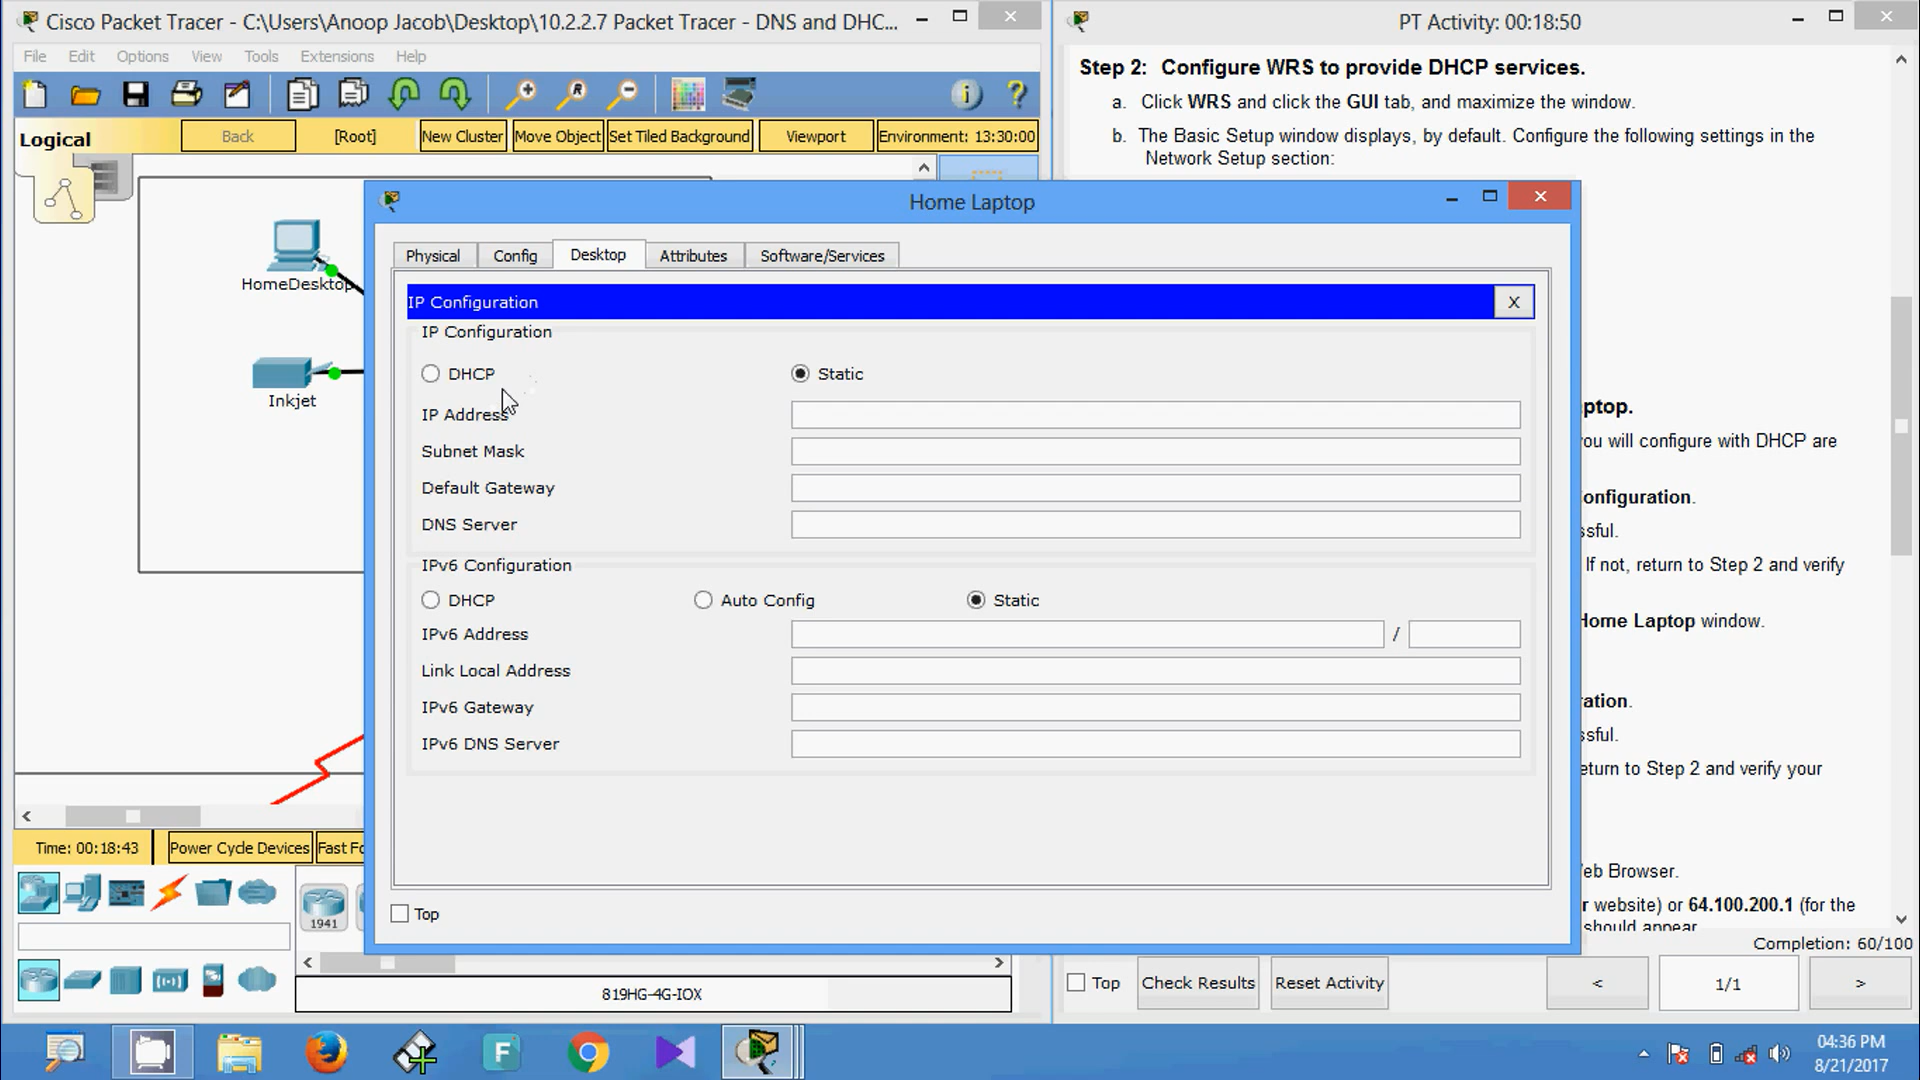 Cisco Packet Tracer - C:\Users\Anoop Jacob\Desktop\10.2.2.7 Packet Tracer - DNS and DHC...
File Edit Options View Tools Extensions Help
Logical Back [Root] New Cluster Move Object Set Tiled Background Viewport Environment: 13:30:00
HomeDesktop
Inkjet
Time: 00:18:43 Power Cycle Devices Fast Fo
1941
819HG-4G-IOX
Home Laptop
Physical Config Desktop Attributes Software/Services
IP Configuration X
IP Configuration
DHCP Static
IP Address
Subnet Mask
Default Gateway
DNS Server
IPv6 Configuration
DHCP Auto Config Static
IPv6 Address /
Link Local Address
IPv6 Gateway
IPv6 DNS Server
Top
PT Activity: 00:18:50
Step 2: Configure WRS to provide DHCP services.
a. Click WRS and click the GUI tab, and maximize the window.
b. The Basic Setup window displays, by default. Configure the following settings in the
Network Setup section:
ptop.
ou will configure with DHCP are
onfiguration.
ssful.
If not, return to Step 2 and verify
Home Laptop window.
ration.
ssful.
eturn to Step 2 and verify your
eb Browser.
r website) or 64.100.200.1 (for the
should appear
Completion: 60/100
Top Check Results Reset Activity < 1/1 >
04:36 PM
8/21/2017